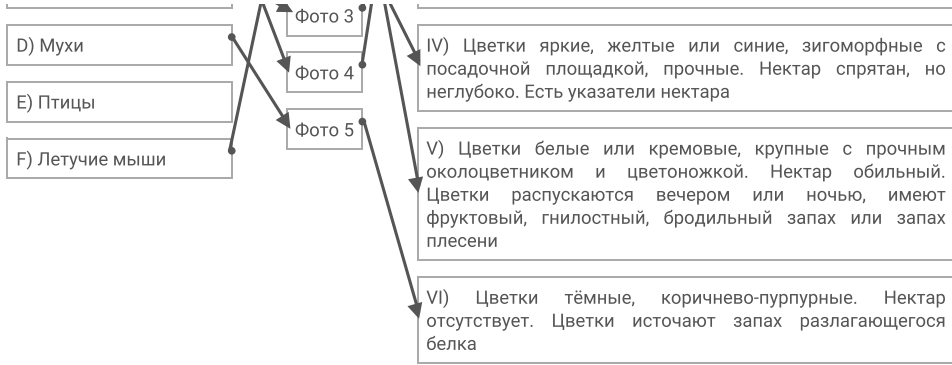 Фото 3
D) Мухи
IV) Цветки яркие, желтые или синие, зигоморфные с
посадочной площадкой, прочные. Нектар спрятан, но
неглубоко. Есть указатели нектара
Фото 4
E) Птицы
Фото 5
F) Летучие мыши
V) Цветки белые или кремовые, крупные с прочным
околоцветником и цветоножкой. Нектар обильный.
Цветки распускаются вечером или ночью, имеют
фруктовый, гнилостный, бродильный запах или запах
плесени
VI) Цветки тёмные, коричнево-пурпурные. Нектар
отсутствует. Цветки источают запах разлагающегося
белка